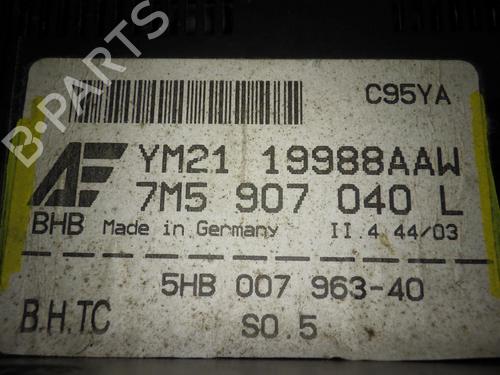 C95YA
YM21 19988AAW
7M5 907 040 L
BHB Made in Germany II.4 44/03
5HB 007 963-40
B.H.TC SO.5
B-PARTS